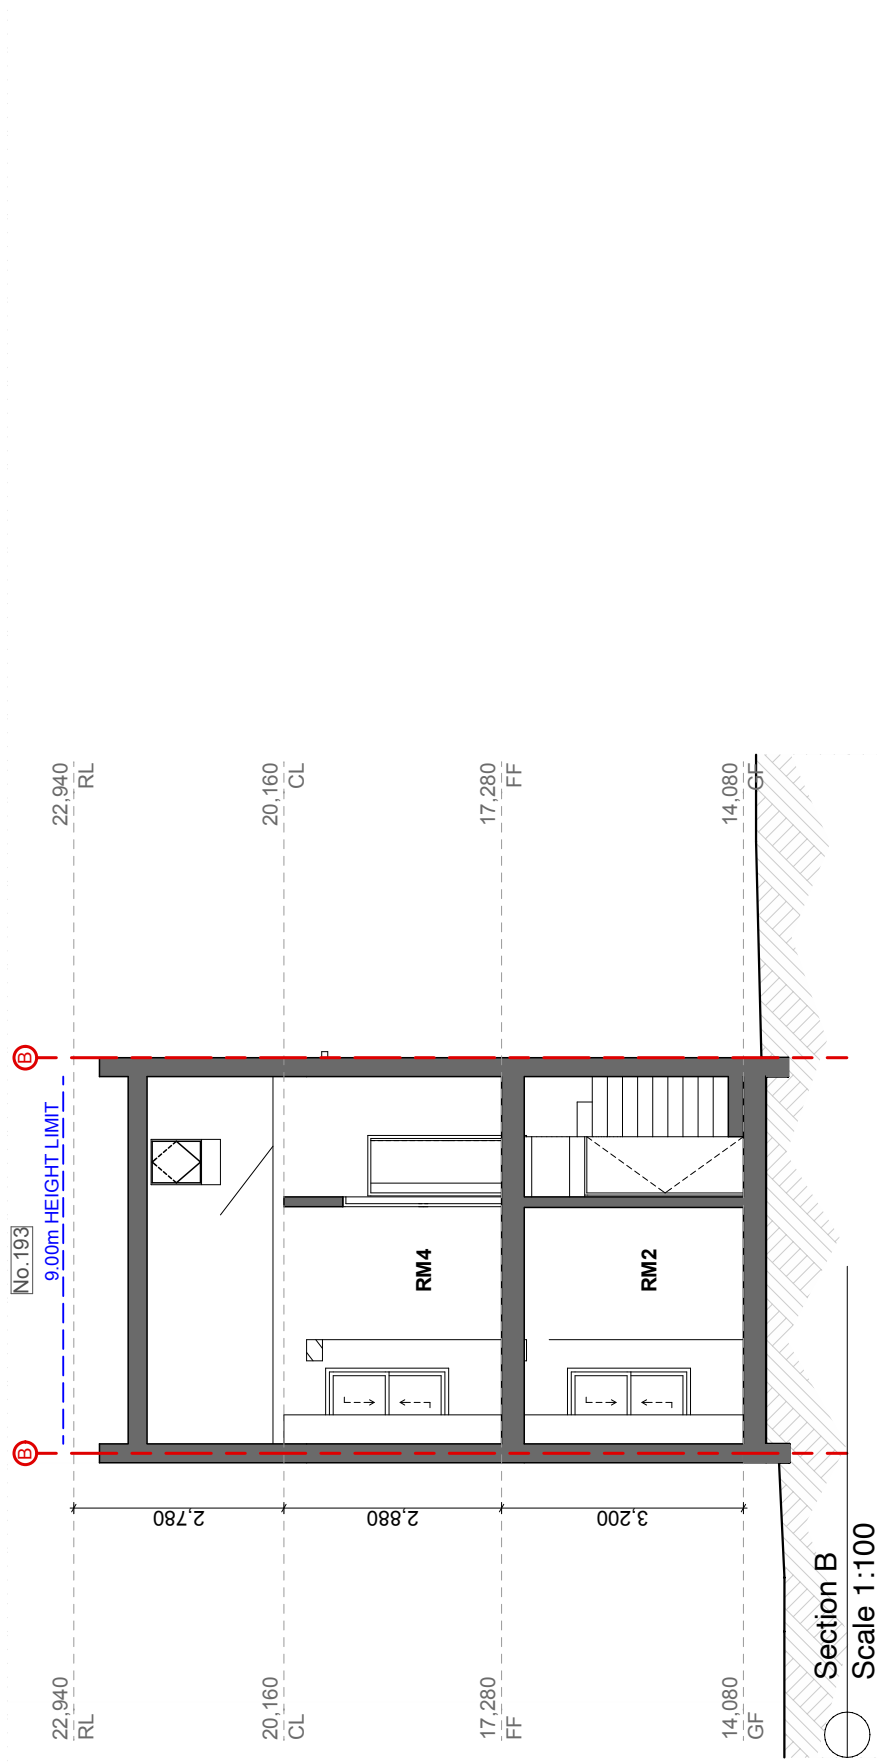 No.193
9.00m HEIGHT LIMIT
B
B
22,940
RL
22,940
RL
20,160
CL
20,160
CL
17,280
FF
17,280
FF
14,080
GF
14,080
GF
2,780
2,880
3,200
RM4
RM2
Section B
Scale 1:100